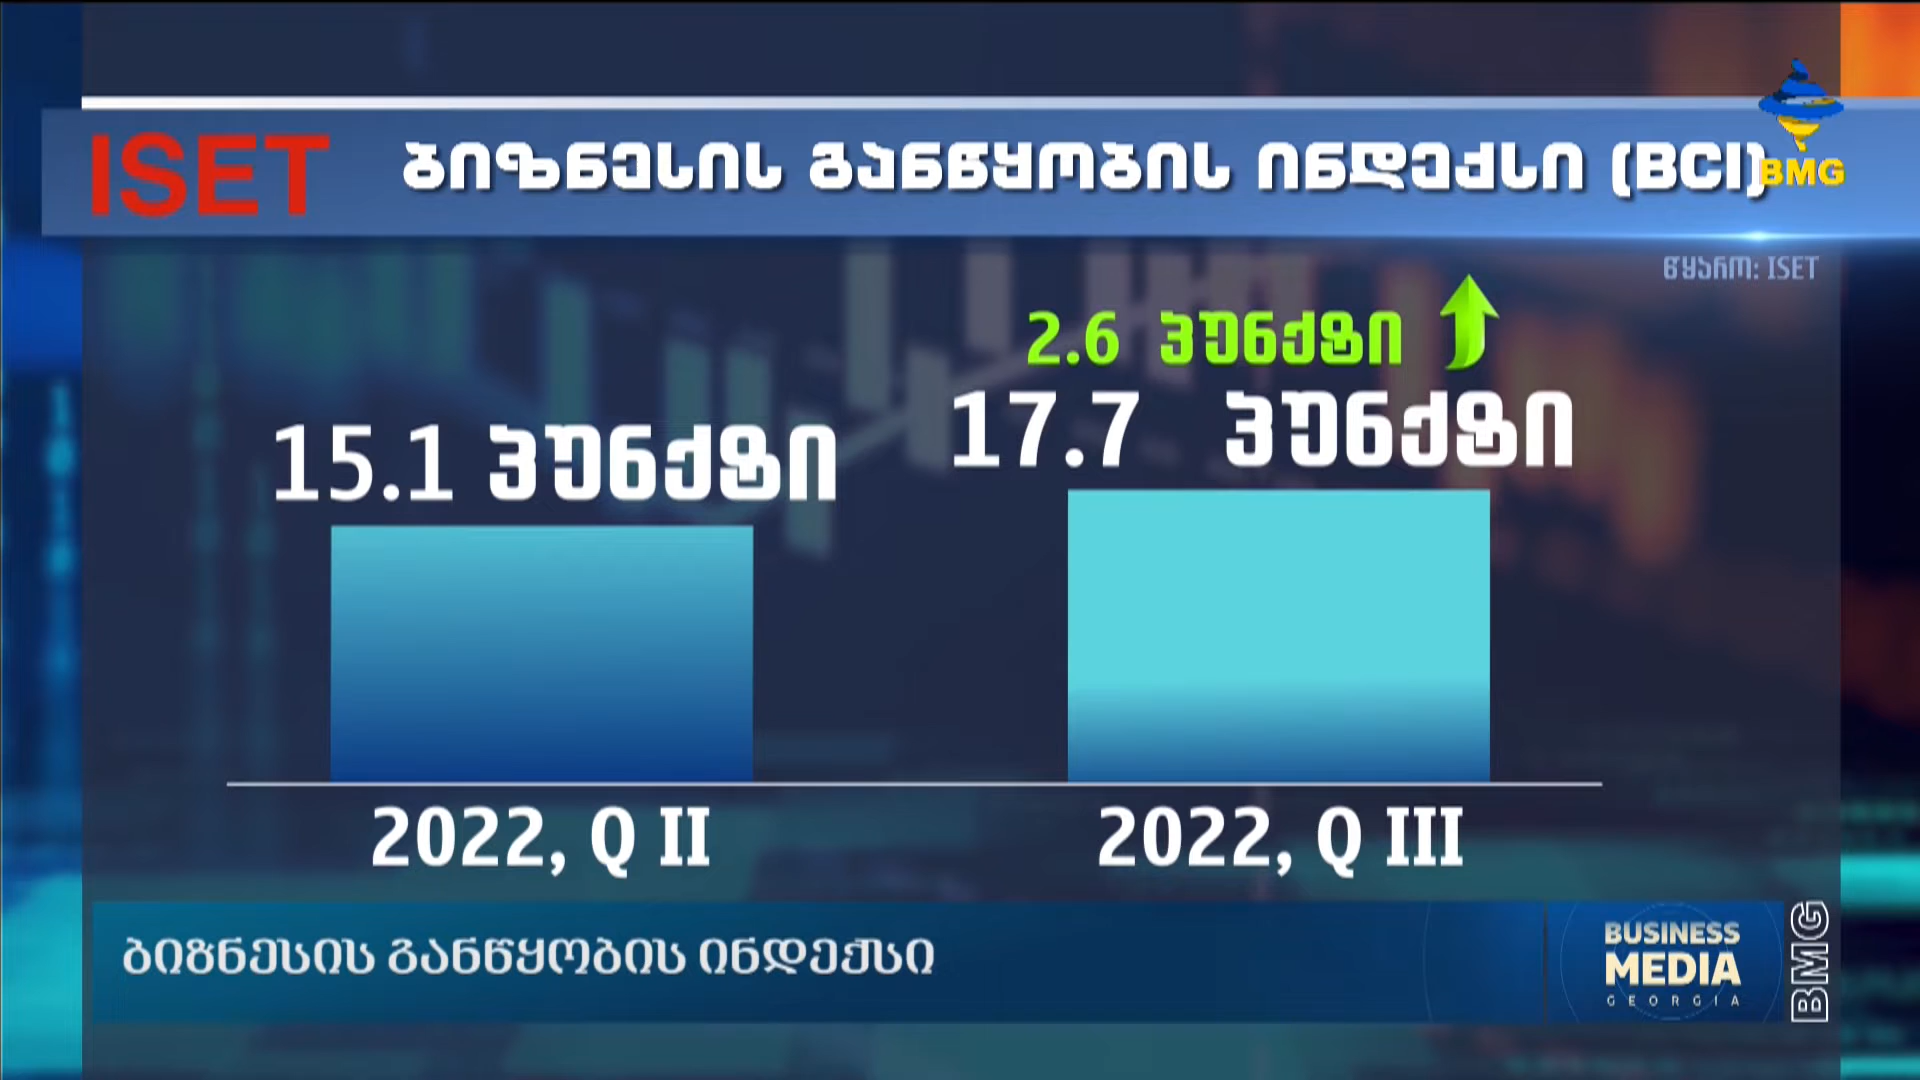 ISET ბიზნესის განწყობის ინდექსი (BCI)
BMG
წყარო: ISET
2.6 პუნქტი
15.1 პუნქტი
17.7 პუნქტი
2022, Q II
2022, Q III
ბიზნესის განწყობის ინდექსი
BUSINESS
MEDIA
GEORGIA
BMG